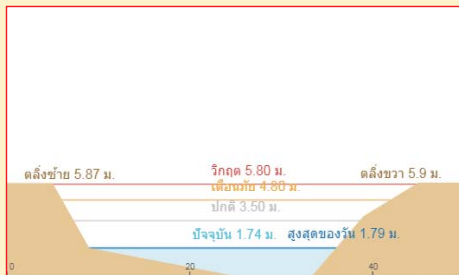 วิกฤต 5.80 ม.
ตลิ่งซ้าย 5.87 ม. ตลิ่งขวา 5.9 ม.
เตือนภัย 4.80 ม.
ปกติ 3.50 ม.
ปัจจุบัน 1.74 ม. สูงสุดของวัน 1.79 ม.
0 20 40